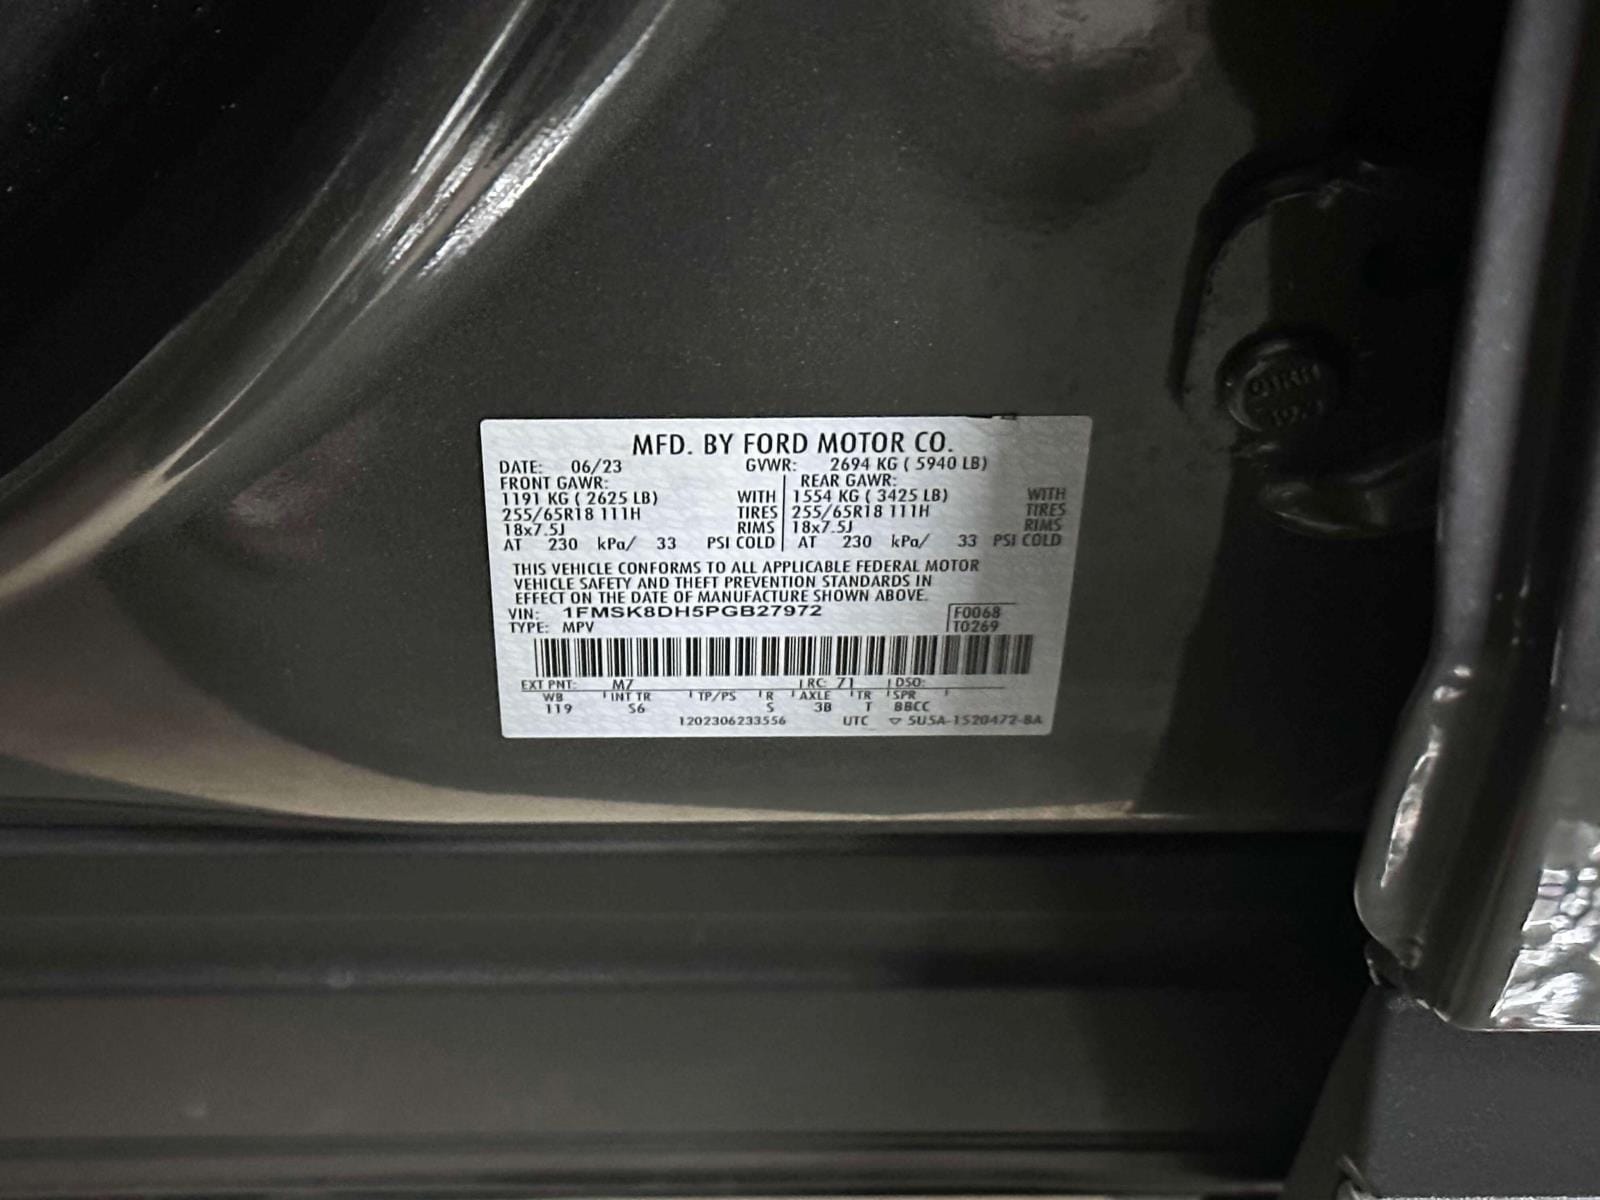 MFD. BY FORD MOTOR CO.
DATE: 06/23 GVWR: 2694 KG ( 5940 LB)
FRONT GAWR: REAR GAWR:
1191 KG ( 2625 LB) WITH 1554 KG ( 3425 LB) WITH
255/65R18 111H TIRES 255/65R18 111H TIRES
18x7.5J RIMS 18x7.5J RIMS
AT 230 kPa/ 33 PSI COLD AT 230 kPa/ 33 PSI COLD
THIS VEHICLE CONFORMS TO ALL APPLICABLE FEDERAL MOTOR
VEHICLE SAFETY AND THEFT PREVENTION STANDARDS IN
EFFECT ON THE DATE OF MANUFACTURE SHOWN ABOVE.
VIN: 1FMSK8DH5PGB27972 F0068
TYPE: MPV T0269
EXT PNT: M7 RC: 71 DSO:
WB INT TR TP/PS R AXLE TR SPR
119 S6 S 3B T BBCC
1202306233556 UTC ▽ 5U5A-1520472-BA